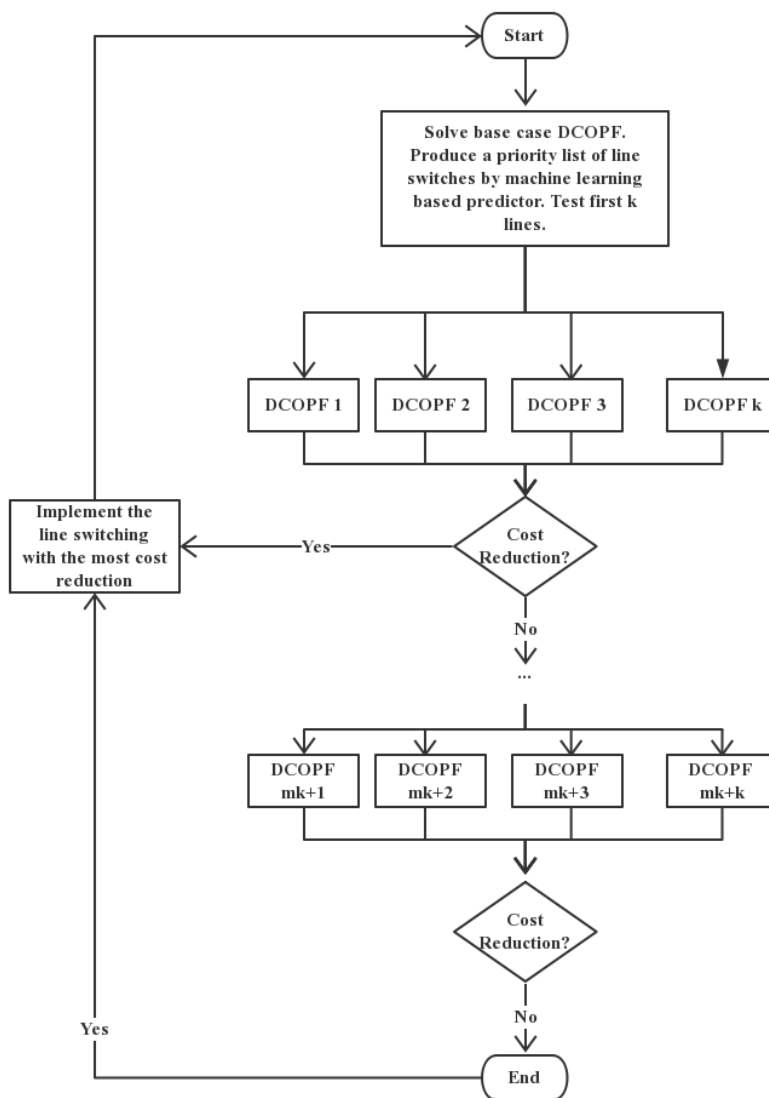 Start
Solve base case DCOPF.
Produce a priority list of line
switches by machine learning
based predictor. Test first k
lines.
DCOPF 1
DCOPF 2
DCOPF 3
DCOPF k
Implement the
line switching
with the most cost
reduction
Yes
Cost
Reduction?
No
...
DCOPF
mk+1
DCOPF
mk+2
DCOPF
mk+3
DCOPF
mk+k
Cost
Reduction?
Yes
No
End